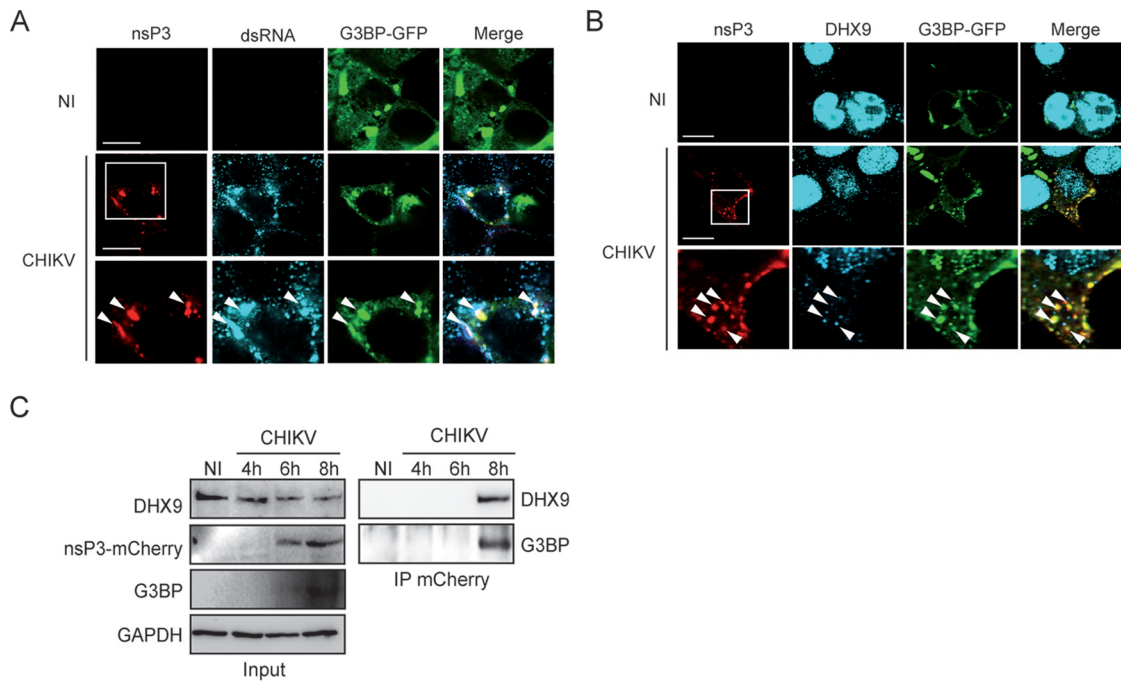 A
nsP3 dsRNA G3BP-GFP Merge
NI
CHIKV
B
nsP3 DHX9 G3BP-GFP Merge
NI
CHIKV
C
CHIKV
NI 4h 6h 8h
DHX9
nsP3-mCherry
G3BP
GAPDH
Input
CHIKV
NI 4h 6h 8h
DHX9
G3BP
IP mCherry